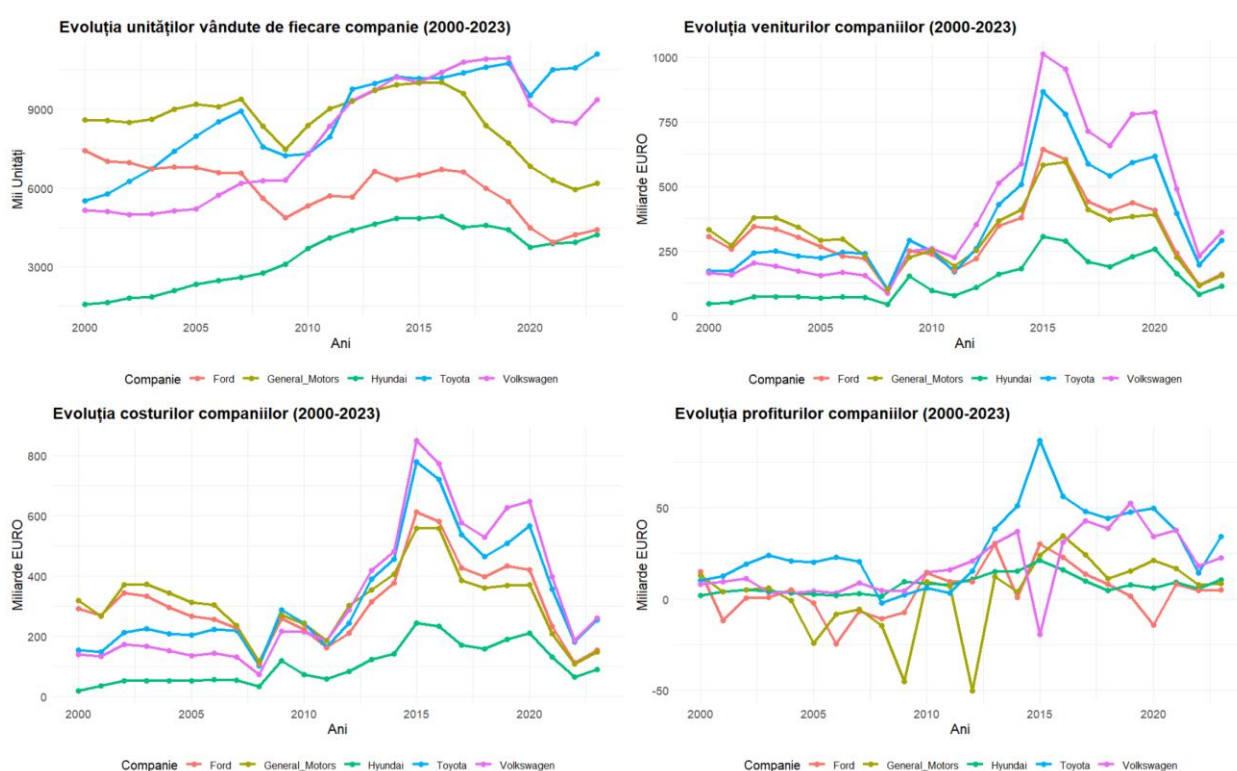 Evoluția unităților vândute de fiecare companie (2000-2023)
Mii Unități
9000
6000
3000
2000
2005
2010
2015
2020
Ani
Companie Ford General_Motors Hyundai Toyota Volkswagen
Evoluția veniturilor companiilor (2000-2023)
Miliarde EURO
1000
750
500
250
0
2000
2005
2010
2015
2020
Ani
Companie Ford General_Motors Hyundai Toyota Volkswagen
Evoluția costurilor companiilor (2000-2023)
Miliarde EURO
800
600
400
200
0
2000
2005
2010
2015
2020
Ani
Companie Ford General_Motors Hyundai Toyota Volkswagen
Evoluția profiturilor companiilor (2000-2023)
Miliarde EURO
50
0
-50
2000
2005
2010
2015
2020
Ani
Companie Ford General_Motors Hyundai Toyota Volkswagen